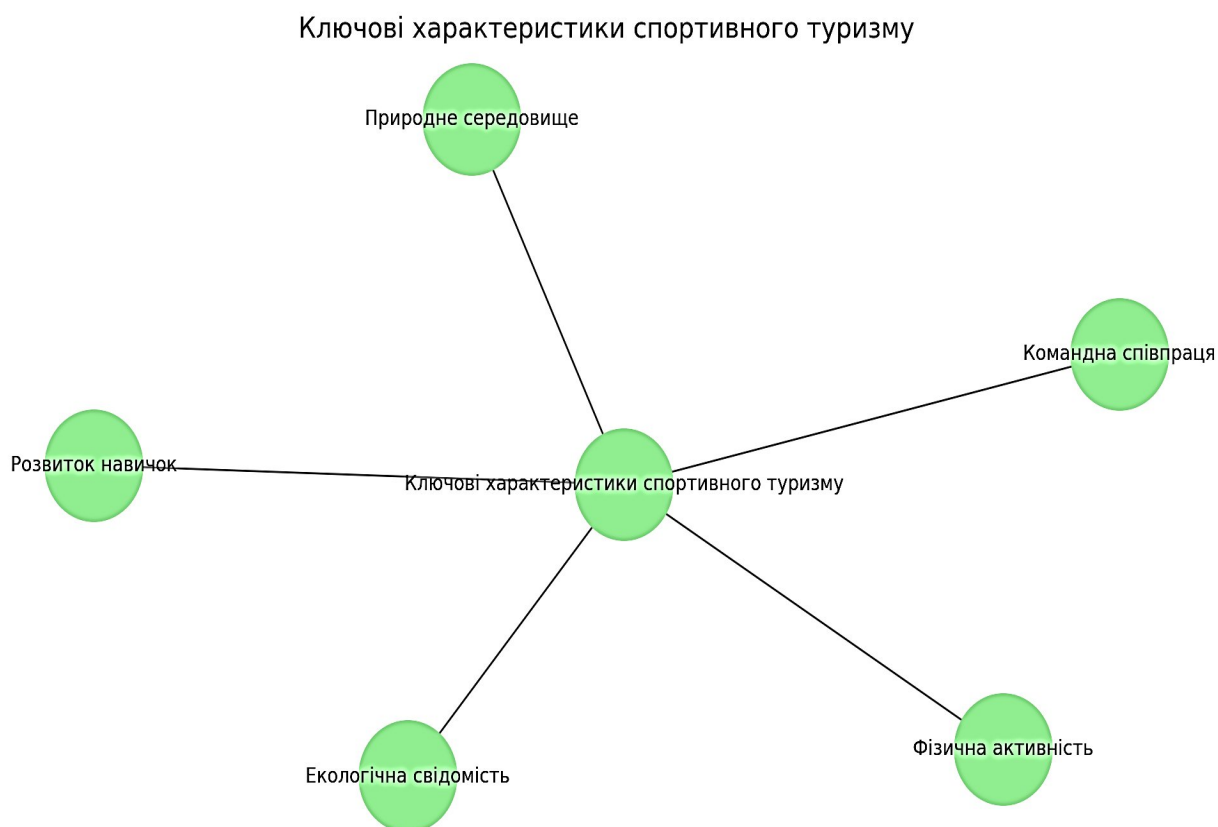 Ключові характеристики спортивного туризму
Природне середовище
Командна співпраця
Розвиток навичок
Ключові характеристики спортивного туризму
Фізична активність
Екологічна свідомість